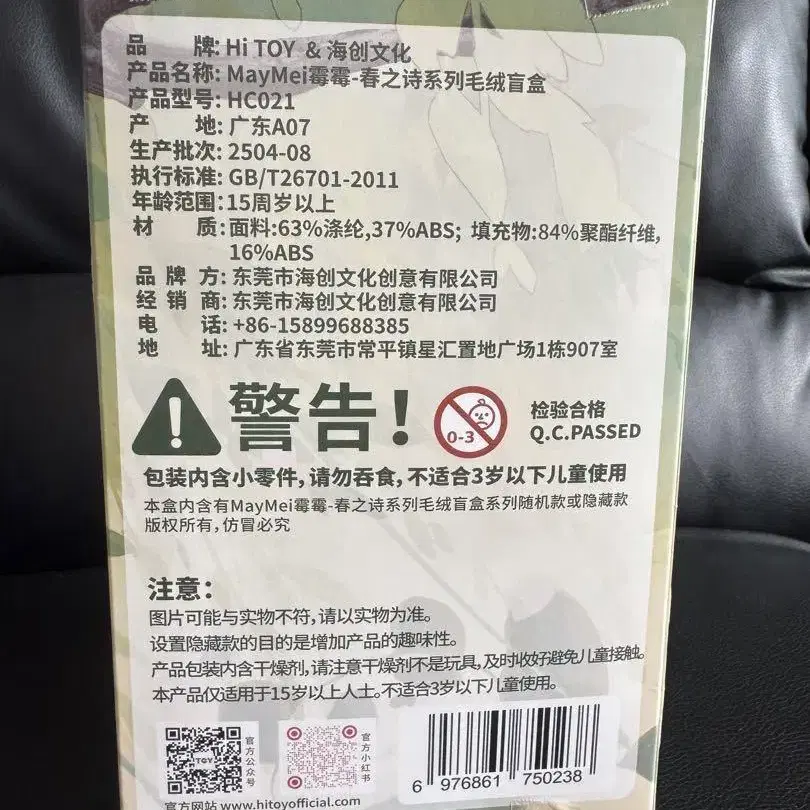 品 牌: Hi TOY & 海创文化
产品名称: MayMei霉霉-春之诗系列毛绒盲盒
产品型号: HC021
产 地: 广东A07
生产批次: 2504-08
执行标准: GB/T26701-2011
年龄范围: 15周岁以上
材 质: 面料:63%涤纶,37%ABS; 填充物:84%聚酯纤维,
16%ABS
品 牌 方: 东莞市海创文化创意有限公司
经 销 商: 东莞市海创文化创意有限公司
电 话: +86-15899688385
地 址: 广东省东莞市常平镇星汇置地广场1栋907室
警告!
0-3
检验合格
Q.C.PASSED
包装内含小零件, 请勿吞食, 不适合3岁以下儿童使用
本盒内含有MayMei霉霉-春之诗系列毛绒盲盒系列随机款或隐藏款
版权所有, 仿冒必究
注意:
图片可能与实物不符, 请以实物为准。
设置隐藏款的目的是增加产品的趣味性。
产品包装内含干燥剂, 请注意干燥剂不是玩具, 及时收好避免儿童接触。
本产品仅适用于15岁以上人士。不适合3岁以下儿童使用。
TOY
官方公众号
官方小红书
6 976861 750238
官方网站 www.hitoyofficial.com